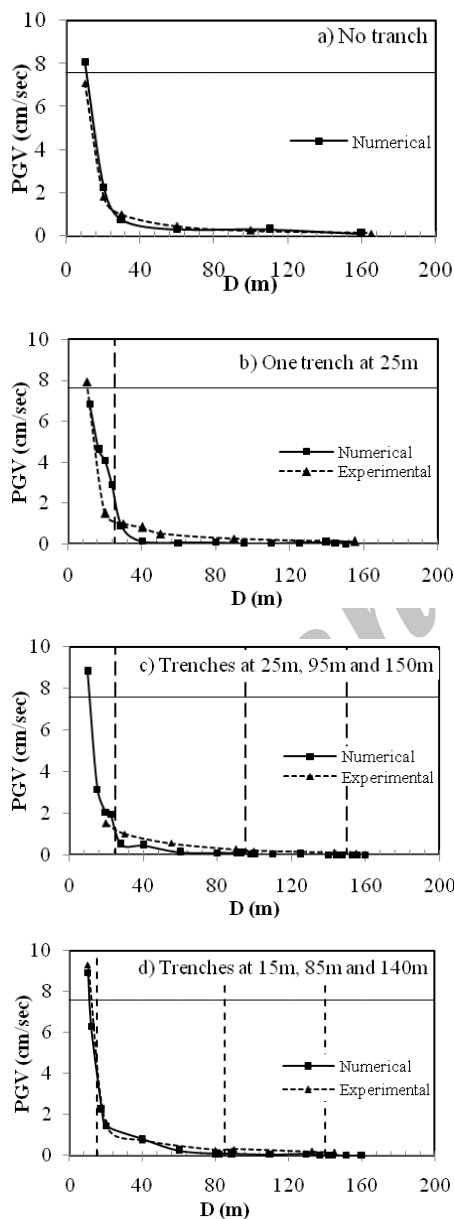 a) No tranch
PGV (cm/sec)
10
8
6
4
2
0
Numerical
0 40 80 120 160 200
D (m)
b) One trench at 25m
PGV (cm/sec)
10
8
6
4
2
0
Numerical
Experimental
0 40 80 120 160 200
D (m)
c) Trenches at 25m, 95m and 150m
PGV (cm/sec)
10
8
6
4
2
0
Numerical
Experimental
0 40 80 120 160 200
D (m)
d) Trenches at 15m, 85m and 140m
PGV (cm/sec)
10
8
6
4
2
0
Numerical
Experimental
0 40 80 120 160 200
D (m)